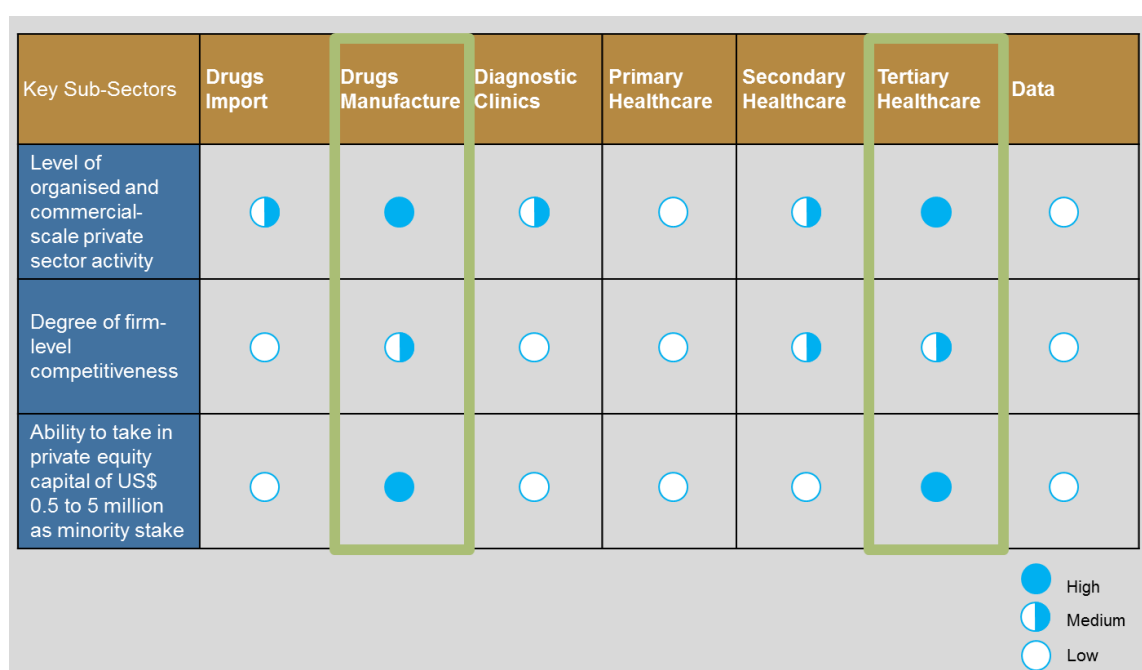 Key Sub-Sectors
Drugs
Import
Drugs
Manufacture
Diagnostic
Clinics
Primary
Healthcare
Secondary
Healthcare
Tertiary
Healthcare
Data
Level of
organised and
commercial-
scale private
sector activity
Degree of firm-
level
competitiveness
Ability to take in
private equity
capital of US$
0.5 to 5 million
as minority stake
High
Medium
Low